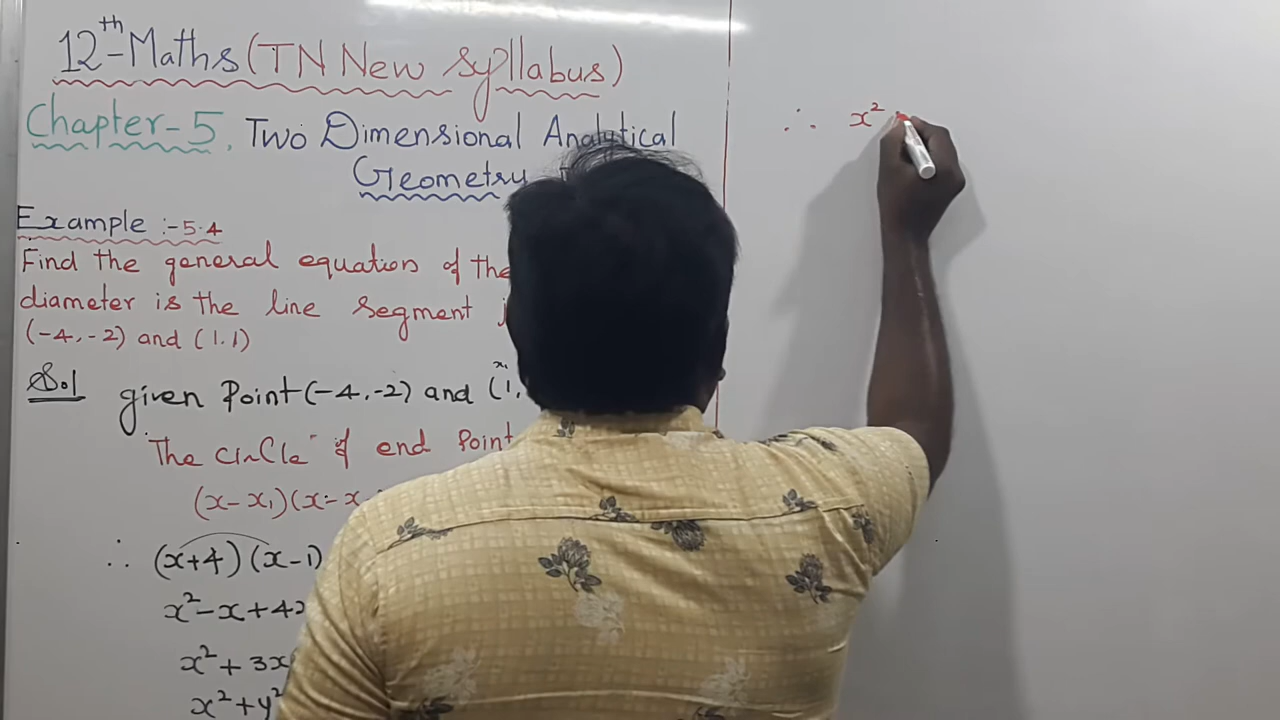 12th-Maths (TN New Syllabus)
Chapter-5. Two Dimensional Analytical
Geometry
Example :-5.4
Find the general equation of the
diameter is the line segment
(-4,-2) and (1.1)
Sol given Point (-4,-2) and (1,
x₁
The circle of end Point
(x-x₁)(x-x
∴ (x+4)(x-1)
x²-x+4x
x²+3x
x²+y²
∴ x²